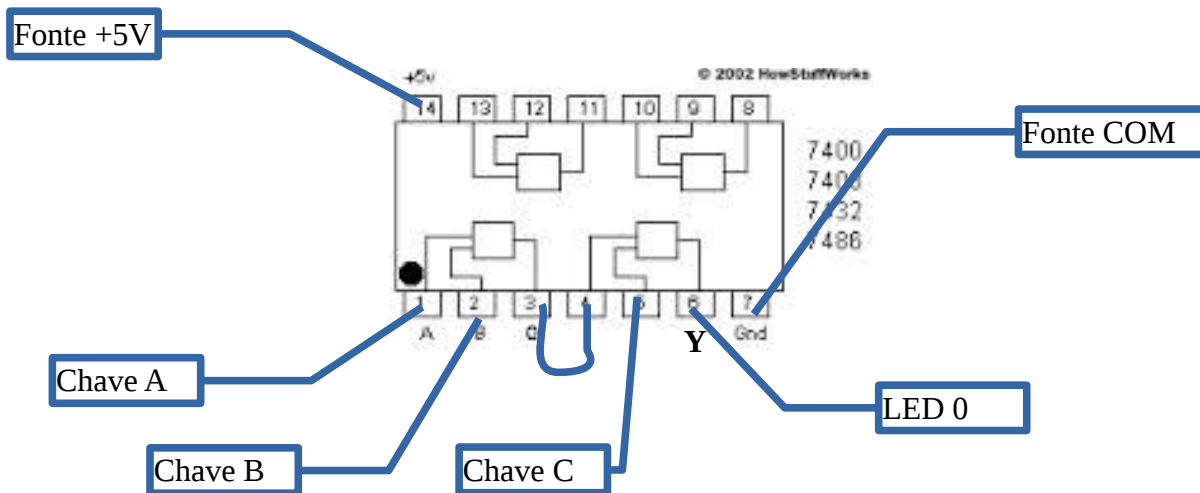 Fonte +5V
+5v
© 2002 HowStuffWorks
14 13 12 11 10 9 8
Fonte COM
7400
7408
7432
7486
1 2 3 4 5 6 7
A B Q Y Gnd
Chave A
LED 0
Chave B
Chave C